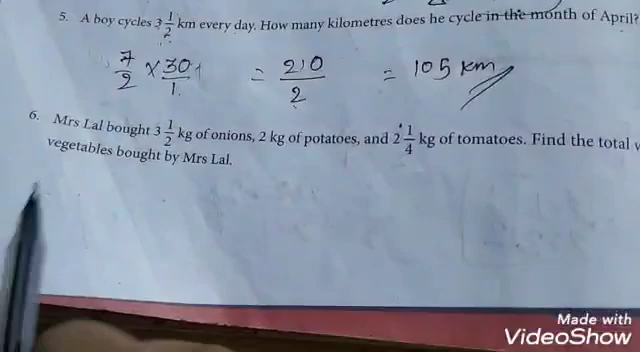 5. A boy cycles 3 1/2 km every day. How many kilometres does he cycle in the month of April?
7/2 × 30/1 = 210/2 = 105 km
6. Mrs Lal bought 3 1/2 kg of onions, 2 kg of potatoes, and 2 1/4 kg of tomatoes. Find the total
vegetables bought by Mrs Lal.
Made with
VideoShow